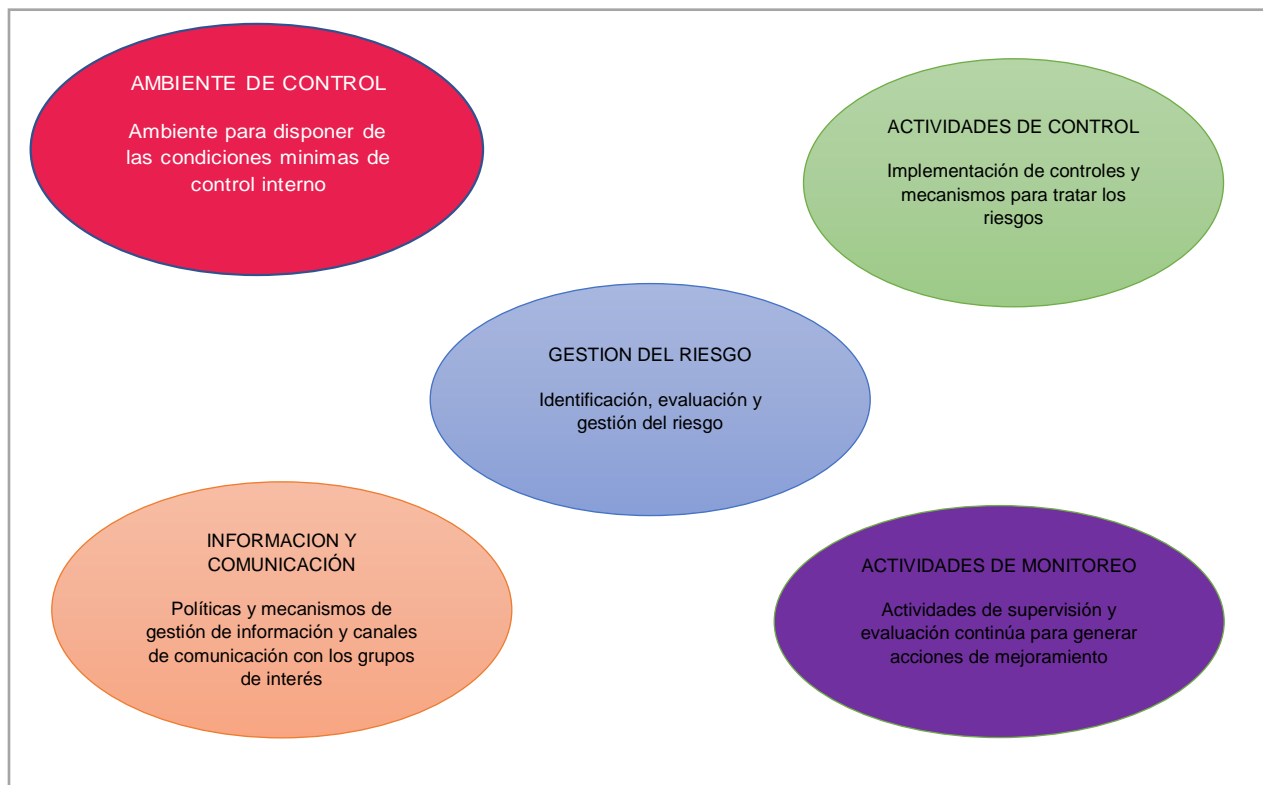 AMBIENTE DE CONTROL
Ambiente para disponer de
las condiciones minimas de
control interno
ACTIVIDADES DE CONTROL
Implementación de controles y
mecanismos para tratar los
riesgos
GESTION DEL RIESGO
Identificación, evaluación y
gestión del riesgo
INFORMACION Y
COMUNICACIÓN
Políticas y mecanismos de
gestión de información y canales
de comunicación con los grupos
de interés
ACTIVIDADES DE MONITOREO
Actividades de supervisión y
evaluación continúa para generar
acciones de mejoramiento